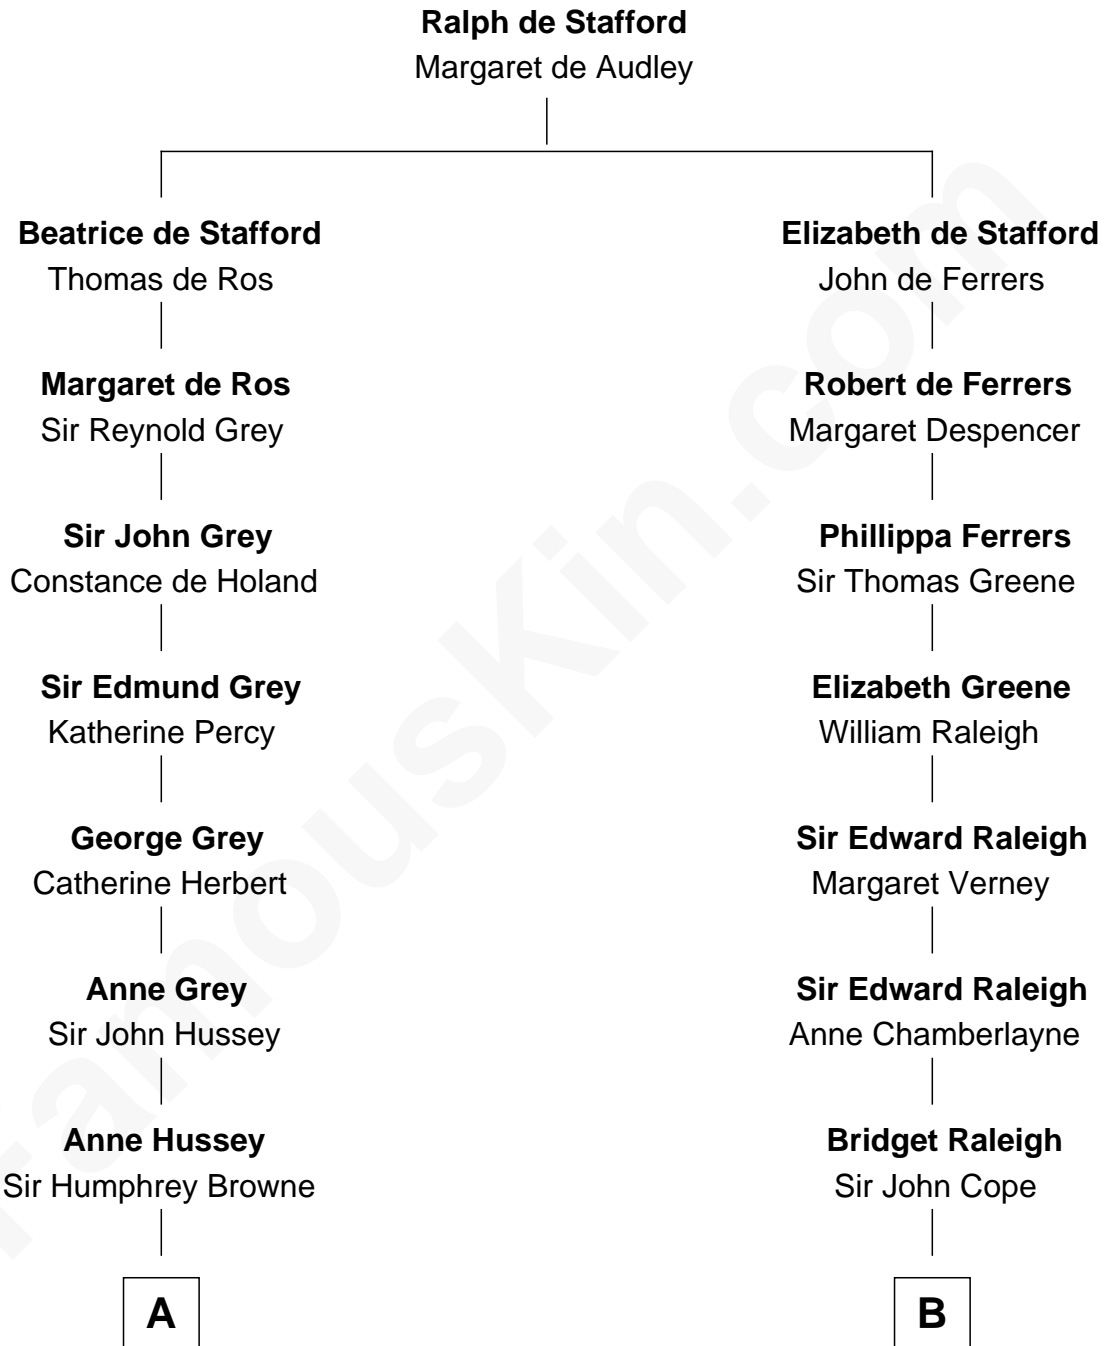 Ralph de Stafford
Margaret de Audley
Beatrice de Stafford
Thomas de Ros
Margaret de Ros
Sir Reynold Grey
Sir John Grey
Constance de Holand
Sir Edmund Grey
Katherine Percy
George Grey
Catherine Herbert
Anne Grey
Sir John Hussey
Anne Hussey
Sir Humphrey Browne
A
Elizabeth de Stafford
John de Ferrers
Robert de Ferrers
Margaret Despencer
Phillippa Ferrers
Sir Thomas Greene
Elizabeth Greene
William Raleigh
Sir Edward Raleigh
Margaret Verney
Sir Edward Raleigh
Anne Chamberlayne
Bridget Raleigh
Sir John Cope
B
FamousKin.com